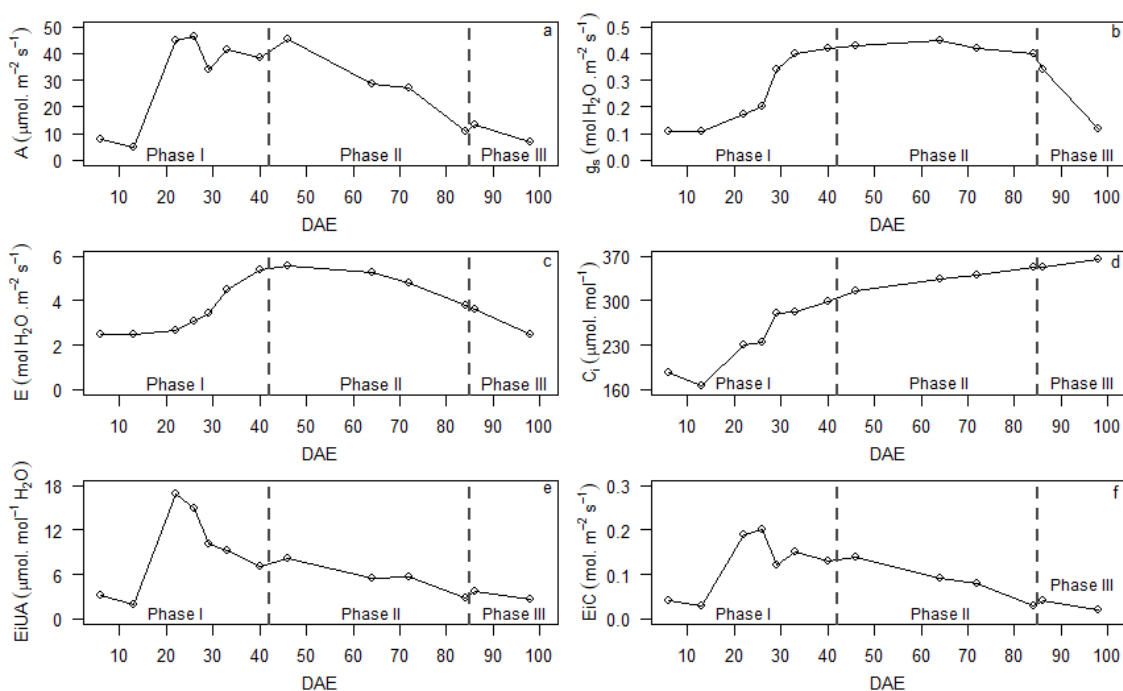 A (μmol. m⁻² s⁻¹)
50
40
30
20
10
0
a
Phase I
Phase II
Phase III
10 20 30 40 50 60 70 80 90 100
DAE
gₛ (mol H₂O .m⁻² s⁻¹)
0.5
0.4
0.3
0.2
0.1
0.0
b
Phase I
Phase II
Phase III
10 20 30 40 50 60 70 80 90 100
DAE
E (mol H₂O .m⁻² s⁻¹)
6
4
2
0
c
Phase I
Phase II
Phase III
10 20 30 40 50 60 70 80 90 100
DAE
Cᵢ (μmol. mol⁻¹)
370
300
230
160
d
Phase I
Phase II
Phase III
10 20 30 40 50 60 70 80 90 100
DAE
EiUA (μmol. mol⁻¹ H₂O)
18
12
6
0
e
Phase I
Phase II
Phase III
10 20 30 40 50 60 70 80 90 100
DAE
EiC (mol. m⁻² s⁻¹)
0.3
0.2
0.1
0.0
f
Phase I
Phase II
Phase III
10 20 30 40 50 60 70 80 90 100
DAE